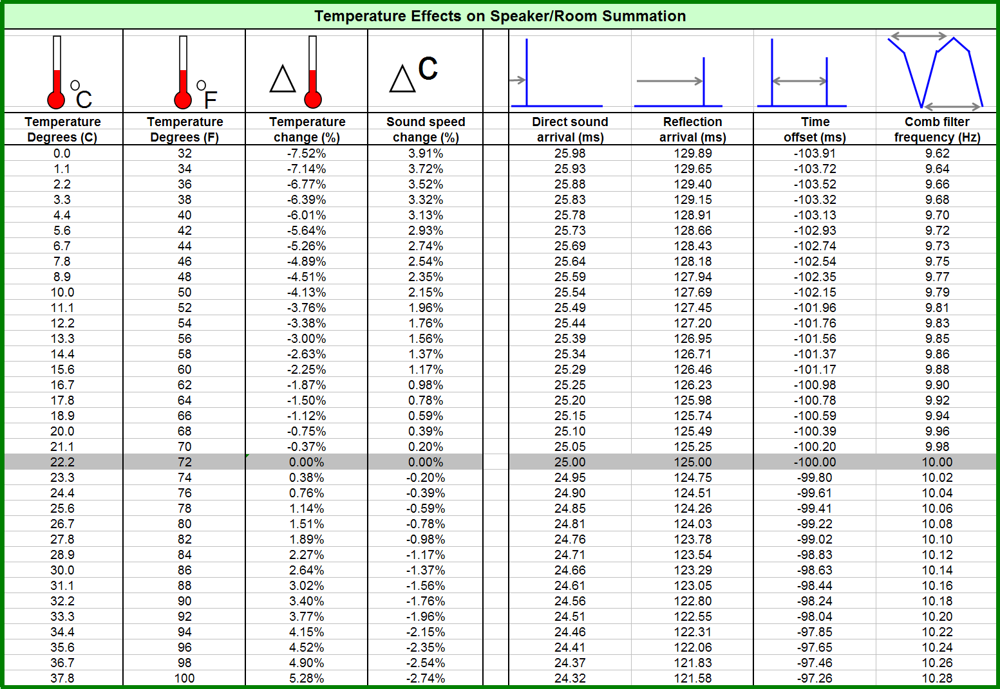 Temperature Effects on Speaker/Room Summation
°C °F Δ Δ C
Temperature Temperature Temperature Sound speed Direct sound Reflection Time Comb filter
Degrees (C) Degrees (F) change (%) change (%) arrival (ms) arrival (ms) offset (ms) frequency (Hz)
0.0 32 -7.52% 3.91% 25.98 129.89 -103.91 9.62
1.1 34 -7.14% 3.72% 25.93 129.65 -103.72 9.64
2.2 36 -6.77% 3.52% 25.88 129.40 -103.52 9.66
3.3 38 -6.39% 3.32% 25.83 129.15 -103.32 9.68
4.4 40 -6.01% 3.13% 25.78 128.91 -103.13 9.70
5.6 42 -5.64% 2.93% 25.73 128.66 -102.93 9.72
6.7 44 -5.26% 2.74% 25.69 128.43 -102.74 9.73
7.8 46 -4.89% 2.54% 25.64 128.18 -102.54 9.75
8.9 48 -4.51% 2.35% 25.59 127.94 -102.35 9.77
10.0 50 -4.13% 2.15% 25.54 127.69 -102.15 9.79
11.1 52 -3.76% 1.96% 25.49 127.45 -101.96 9.81
12.2 54 -3.38% 1.76% 25.44 127.20 -101.76 9.83
13.3 56 -3.00% 1.56% 25.39 126.95 -101.56 9.85
14.4 58 -2.63% 1.37% 25.34 126.71 -101.37 9.86
15.6 60 -2.25% 1.17% 25.29 126.46 -101.17 9.88
16.7 62 -1.87% 0.98% 25.25 126.23 -100.98 9.90
17.8 64 -1.50% 0.78% 25.20 125.98 -100.78 9.92
18.9 66 -1.12% 0.59% 25.15 125.74 -100.59 9.94
20.0 68 -0.75% 0.39% 25.10 125.49 -100.39 9.96
21.1 70 -0.37% 0.20% 25.05 125.25 -100.20 9.98
22.2 72 0.00% 0.00% 25.00 125.00 -100.00 10.00
23.3 74 0.38% -0.20% 24.95 124.75 -99.80 10.02
24.4 76 0.76% -0.39% 24.90 124.51 -99.61 10.04
25.6 78 1.14% -0.59% 24.85 124.26 -99.41 10.06
26.7 80 1.51% -0.78% 24.81 124.03 -99.22 10.08
27.8 82 1.89% -0.98% 24.76 123.78 -99.02 10.10
28.9 84 2.27% -1.17% 24.71 123.54 -98.83 10.12
30.0 86 2.64% -1.37% 24.66 123.29 -98.63 10.14
31.1 88 3.02% -1.56% 24.61 123.05 -98.44 10.16
32.2 90 3.40% -1.76% 24.56 122.80 -98.24 10.18
33.3 92 3.77% -1.96% 24.51 122.55 -98.04 10.20
34.4 94 4.15% -2.15% 24.46 122.31 -97.85 10.22
35.6 96 4.52% -2.35% 24.41 122.06 -97.65 10.24
36.7 98 4.90% -2.54% 24.37 121.83 -97.46 10.26
37.8 100 5.28% -2.74% 24.32 121.58 -97.26 10.28